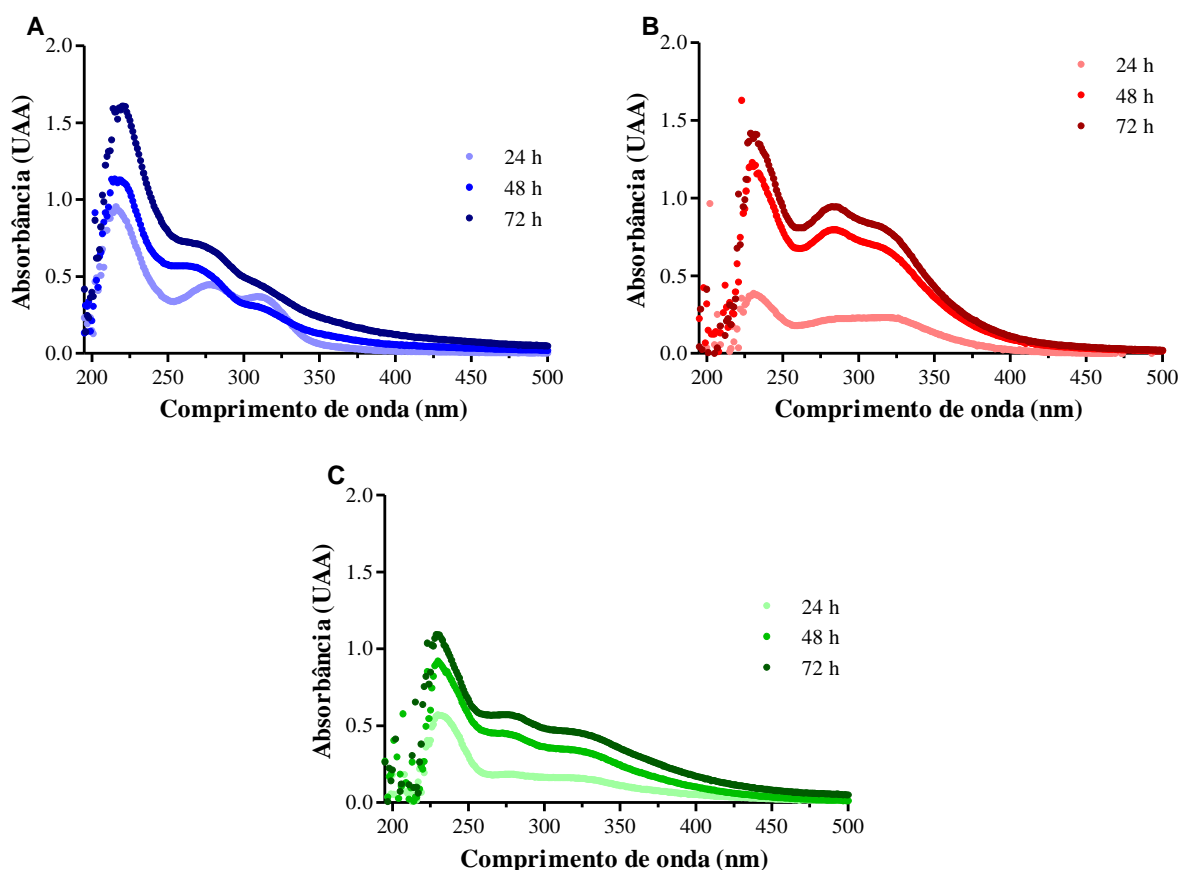 A
2.0
1.5
1.0
0.5
0.0
Absorbância (UAA)
200 250 300 350 400 450 500
Comprimento de onda (nm)
24 h
48 h
72 h
B
2.0
1.5
1.0
0.5
0.0
Absorbância (UAA)
200 250 300 350 400 450 500
Comprimento de onda (nm)
24 h
48 h
72 h
C
2.0
1.5
1.0
0.5
0.0
Absorbância (UAA)
200 250 300 350 400 450 500
Comprimento de onda (nm)
24 h
48 h
72 h